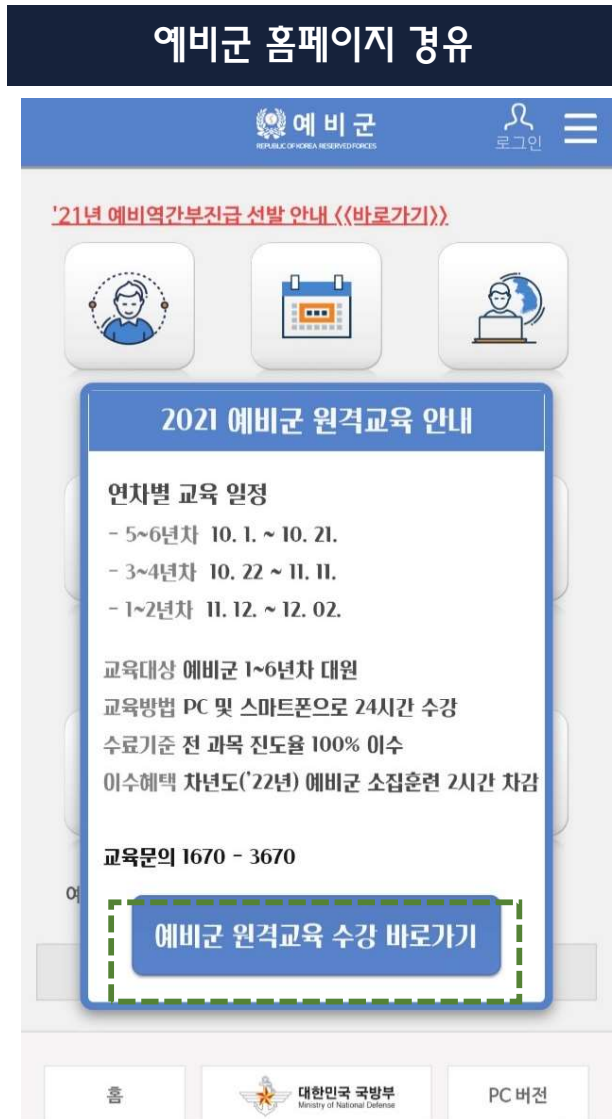 예비군 홈페이지 경유
예 비 군
REPUBLIC OF KOREA RESERVED FORCES
로그인
'21년 예비역간부진급 선발 안내 <<바로가기>>
2021 예비군 원격교육 안내
연차별 교육 일정
- 5~6년차 10. 1. ~ 10. 21.
- 3~4년차 10. 22 ~ 11. 11.
- 1~2년차 11. 12. ~ 12. 02.
교육대상 예비군 1~6년차 대원
교육방법 PC 및 스마트폰으로 24시간 수강
수료기준 전 과목 진도율 100% 이수
이수혜택 차년도('22년) 예비군 소집훈련 2시간 차감
교육문의 1670 - 3670
예
예비군 원격교육 수강 바로가기
홈
대한민국 국방부
Ministry of National Defense
PC 버전